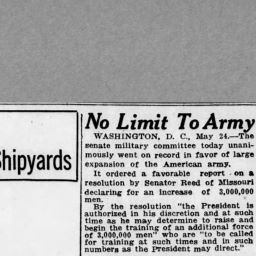 No Limit To Army
WASHINGTON, D. C., May 24.—The
senate military committee today unani-
mously went on record in favor of large
expansion of the American army.
It ordered a favorable report on a
resolution by Senator Reed of Missouri
declaring for an increase of 3,000,000
men.
By the resolution "the President is
authorized in his discretion and at such
time as he may determine to raise and
begin the training of an additional force
of 3,000,000 men" who are "to be called
for training at such times and in such
numbers as the President may direct."
Shipyards